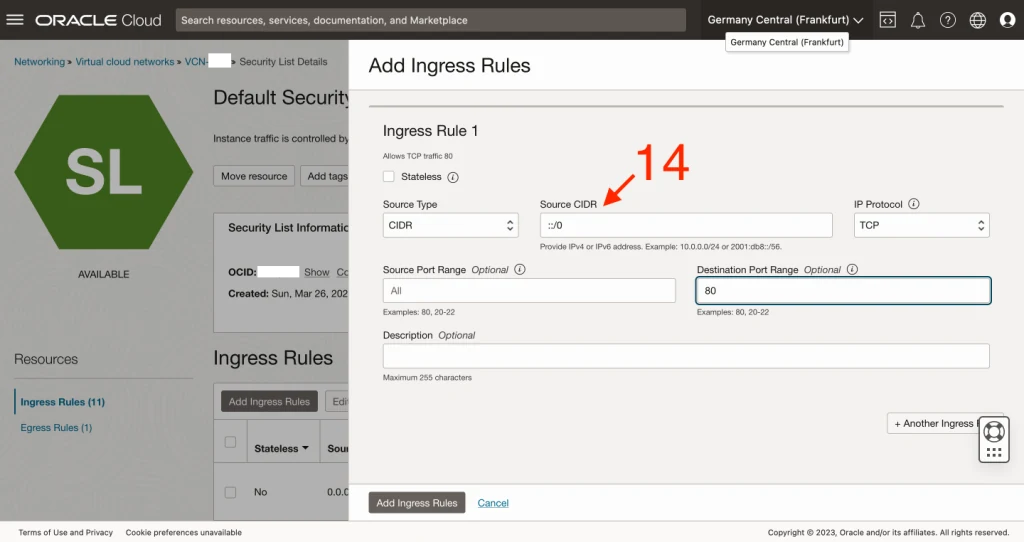 ORACLE Cloud
Search resources, services, documentation, and Marketplace
Germany Central (Frankfurt)
Germany Central (Frankfurt)
Networking » Virtual cloud networks » VCN- » Security List Details
SL
AVAILABLE
Default Security
Instance traffic is controlled by
Move resource Add tags
Security List Informatio
OCID: Show Co
Created: Sun, Mar 26, 202
Resources
Ingress Rules (11)
Egress Rules (1)
Ingress Rules
Add Ingress Rules Edi
Stateless Sour
No 0.0.0
Add Ingress Rules
Ingress Rule 1
Allows TCP traffic 80
Stateless
14
Source Type Source CIDR IP Protocol
CIDR ::/0 TCP
Provide IPv4 or IPv6 address. Example: 10.0.0.0/24 or 2001:db8::/56.
Source Port Range Optional Destination Port Range Optional
All 80
Examples: 80, 20-22 Examples: 80, 20-22
Description Optional
Maximum 255 characters
+ Another Ingress
Add Ingress Rules Cancel
Terms of Use and Privacy Cookie preferences unavailable
Copyright © 2023, Oracle and/or its affiliates. All rights reserved.